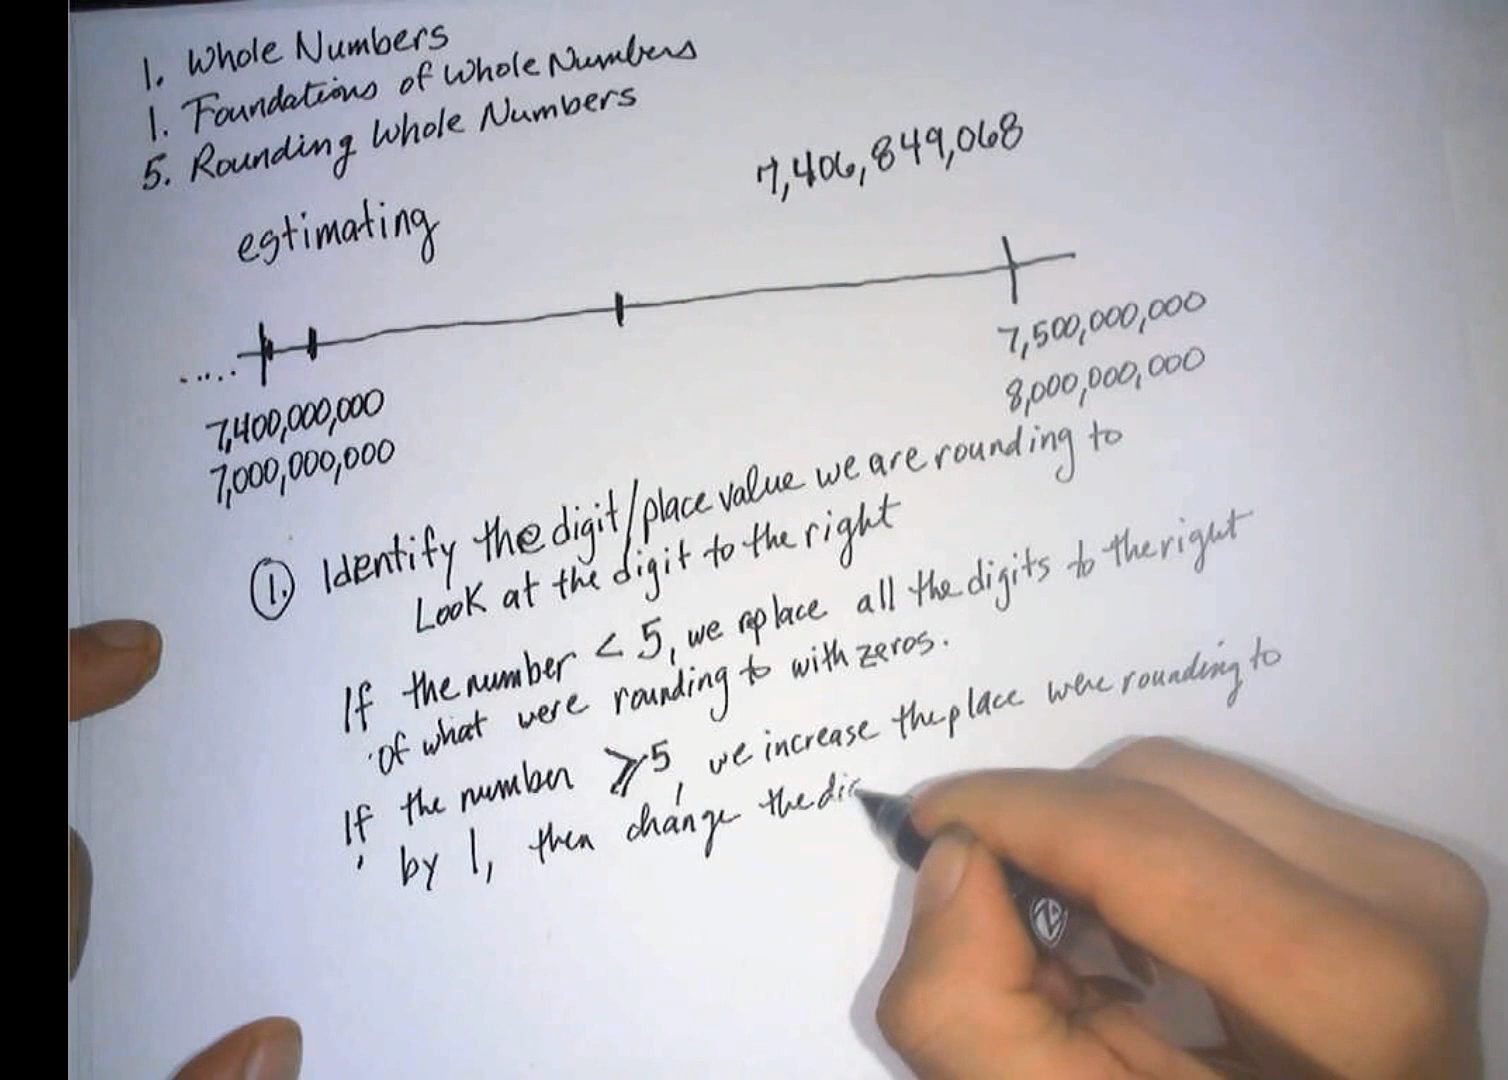 1. Whole Numbers
1. Foundations of Whole Numbers
5. Rounding Whole Numbers
7,406,849,068
estimating
.....
7,400,000,000
7,000,000,000
7,500,000,000
8,000,000,000
1. Identify the digit/place value we are rounding to
Look at the digit to the right
If the number < 5, we replace all the digits to the right
of what were rounding to with zeros.
If the number ≥ 5, we increase the place were rounding to
by 1, then change the dig